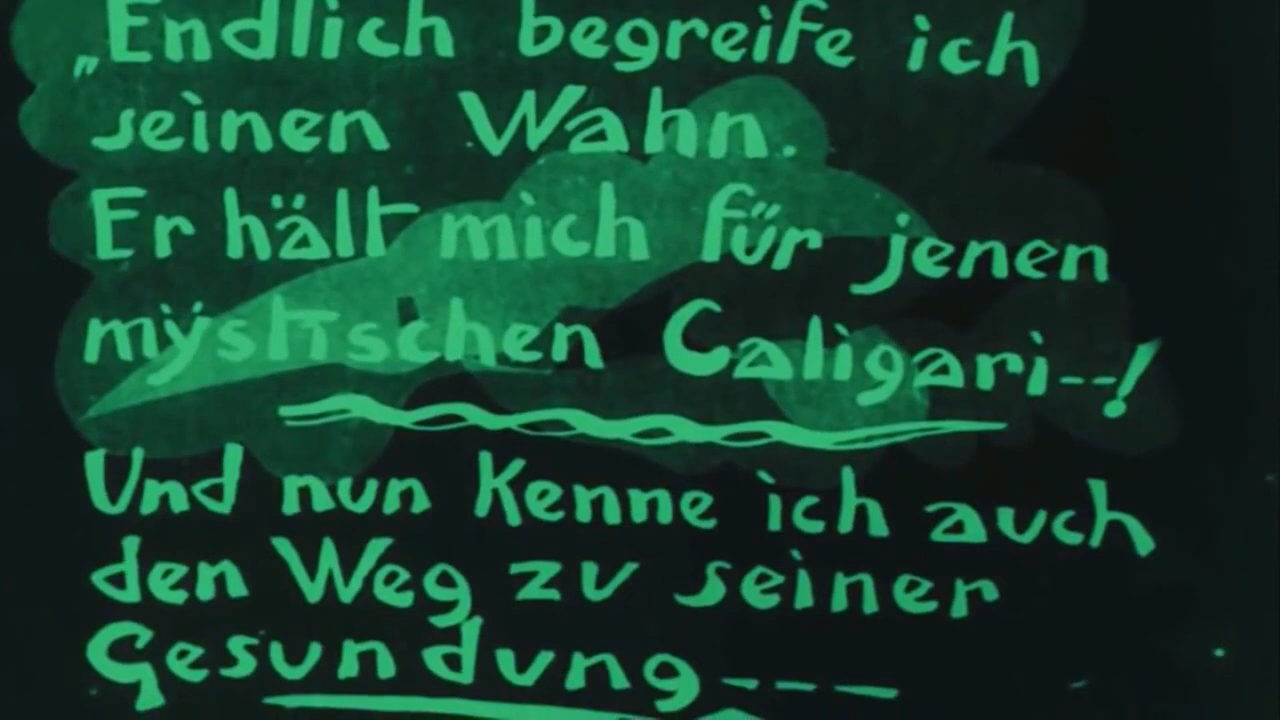 „Endlich begreife ich
seinen Wahn.
Er hält mich für jenen
mÿstischen Caligari--!
Und nun Kenne ich auch
den Weg zu seiner
Gesundung---